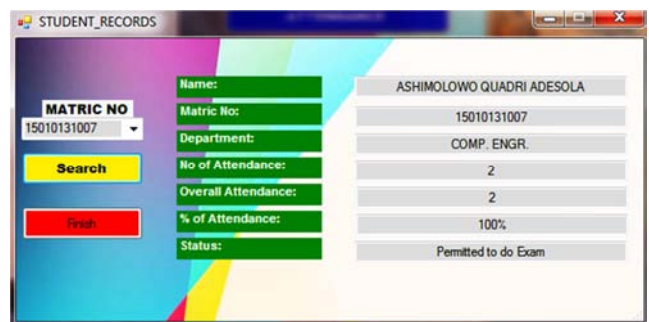 STUDENT_RECORDS
MATRIC NO
15010131007
Search
Finish
Name: ASHIMOLOWO QUADRI ADESOLA
Matric No: 15010131007
Department: COMP. ENGR.
No of Attendance: 2
Overall Attendance: 2
% of Attendance: 100%
Status: Permitted to do Exam